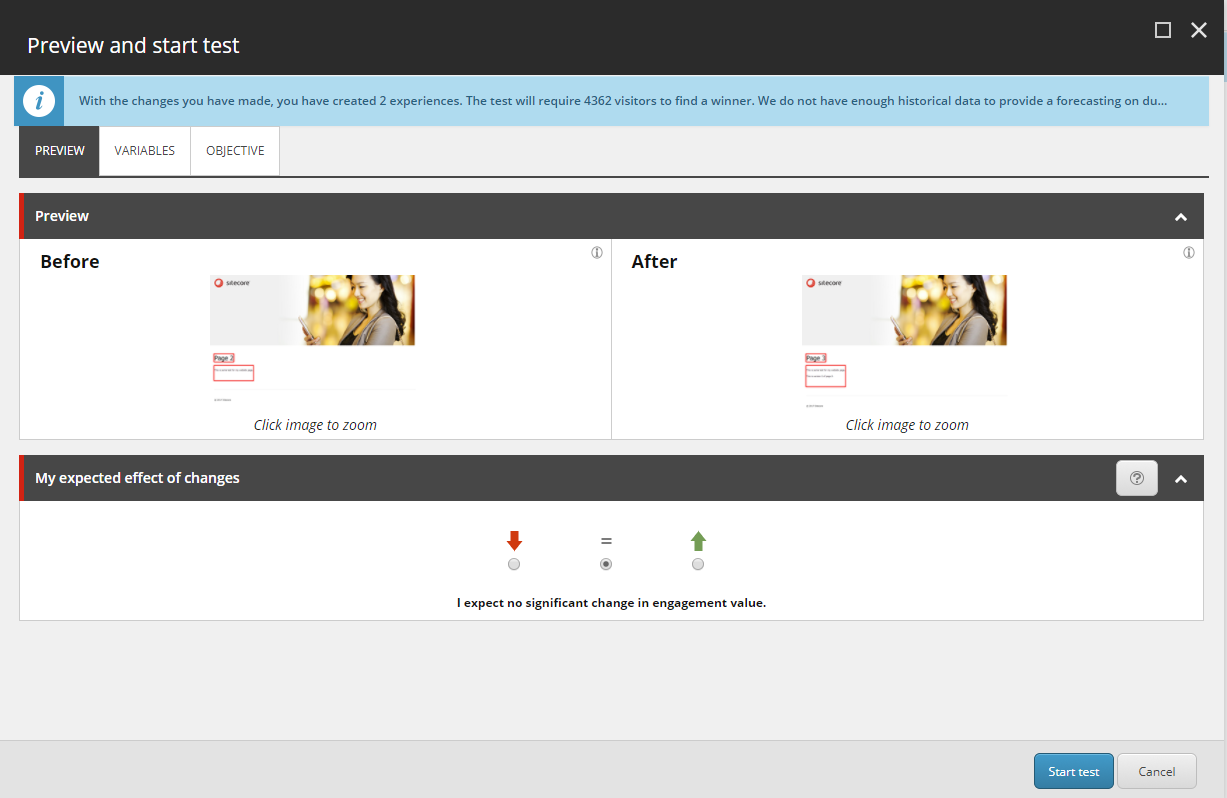 Preview and start test
With the changes you have made, you have created 2 experiences. The test will require 4362 visitors to find a winner. We do not have enough historical data to provide a forecasting on du...
PREVIEW VARIABLES OBJECTIVE
Preview
Before
sitecore
Page 2
Click image to zoom
After
sitecore
Page 3
Click image to zoom
My expected effect of changes
=
I expect no significant change in engagement value.
Start test Cancel